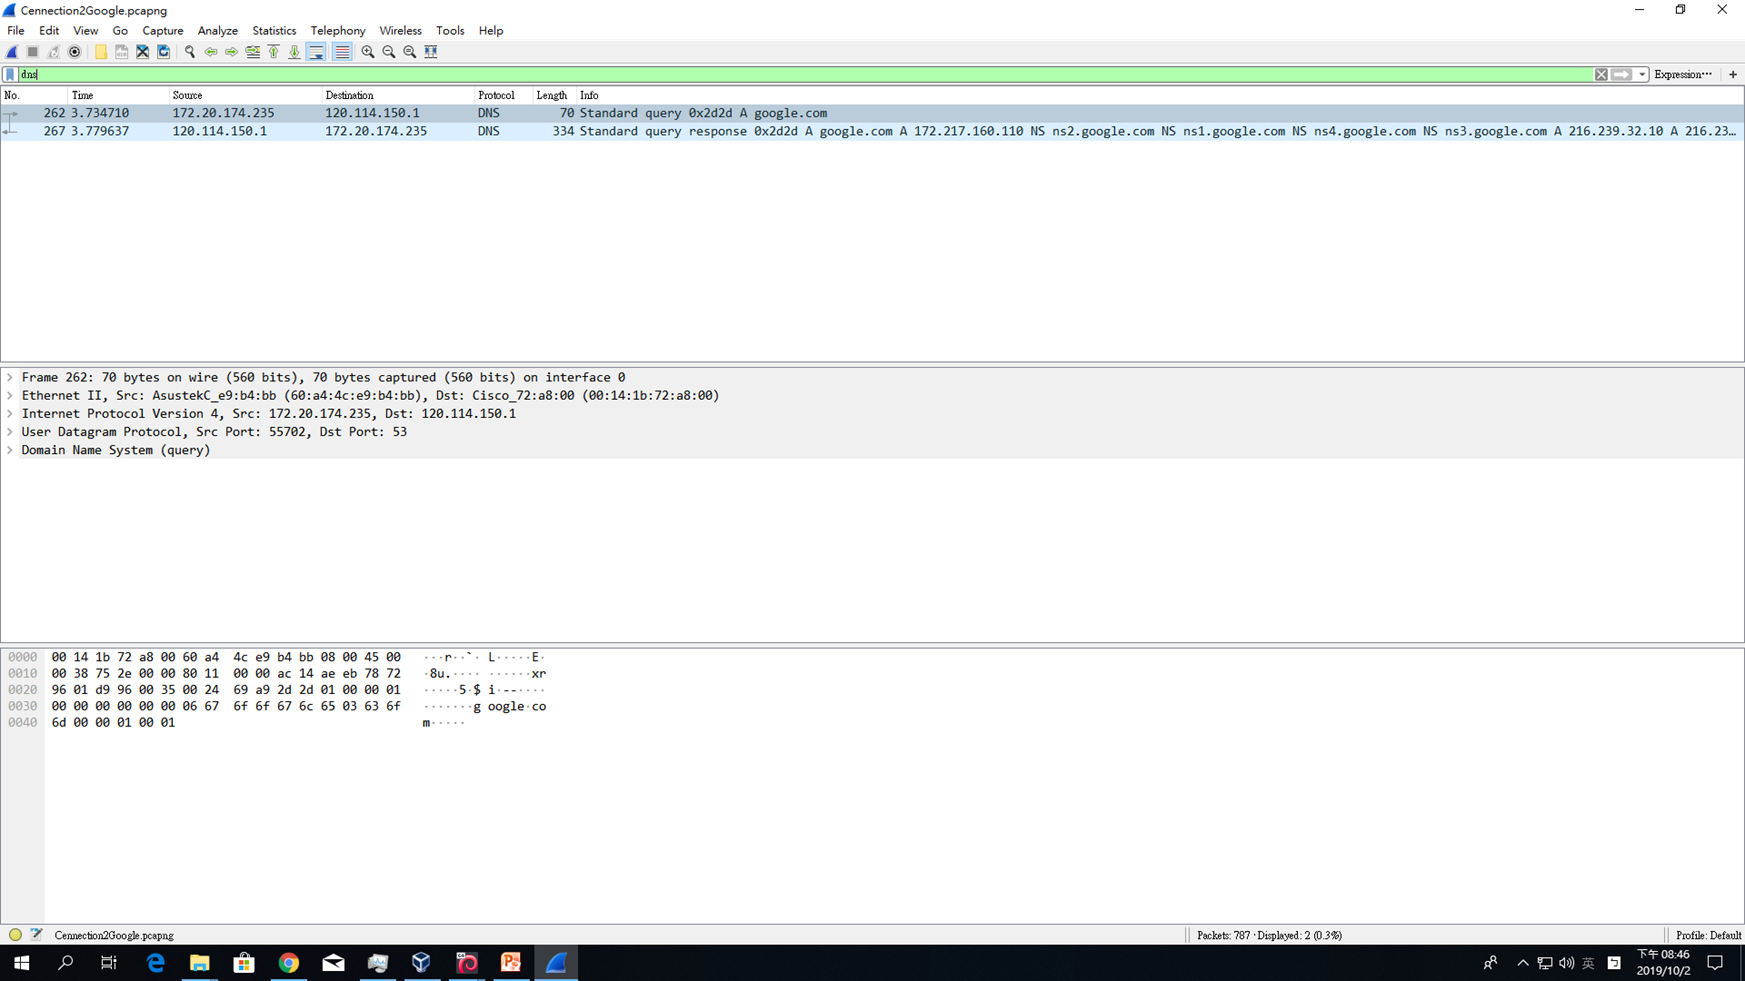 Cennection2Google.pcapng
File Edit View Go Capture Analyze Statistics Telephony Wireless Tools Help
dns
Expression…
+
No. Time Source Destination Protocol Length Info
262 3.734710 172.20.174.235 120.114.150.1 DNS 70 Standard query 0x2d2d A google.com
267 3.779637 120.114.150.1 172.20.174.235 DNS 334 Standard query response 0x2d2d A google.com A 172.217.160.110 NS ns2.google.com NS ns1.google.com NS ns4.google.com NS ns3.google.com A 216.239.32.10 A 216.23…
Frame 262: 70 bytes on wire (560 bits), 70 bytes captured (560 bits) on interface 0
Ethernet II, Src: AsustekC_e9:b4:bb (60:a4:4c:e9:b4:bb), Dst: Cisco_72:a8:00 (00:14:1b:72:a8:00)
Internet Protocol Version 4, Src: 172.20.174.235, Dst: 120.114.150.1
User Datagram Protocol, Src Port: 55702, Dst Port: 53
Domain Name System (query)
0000 00 14 1b 72 a8 00 60 a4 4c e9 b4 bb 08 00 45 00 ···r··`· L·····E·
0010 00 38 75 2e 00 00 80 11 00 00 ac 14 ae eb 78 72 ·8u.···· ······xr
0020 96 01 d9 96 00 35 00 24 69 a9 2d 2d 01 00 00 01 ·····5·$ i·--····
0030 00 00 00 00 00 00 06 67 6f 6f 67 6c 65 03 63 6f ·······g oogle·co
0040 6d 00 00 01 00 01 m·····
Cennection2Google.pcapng
Packets: 787 · Displayed: 2 (0.3%)
Profile: Default
英
下午 08:46
2019/10/2